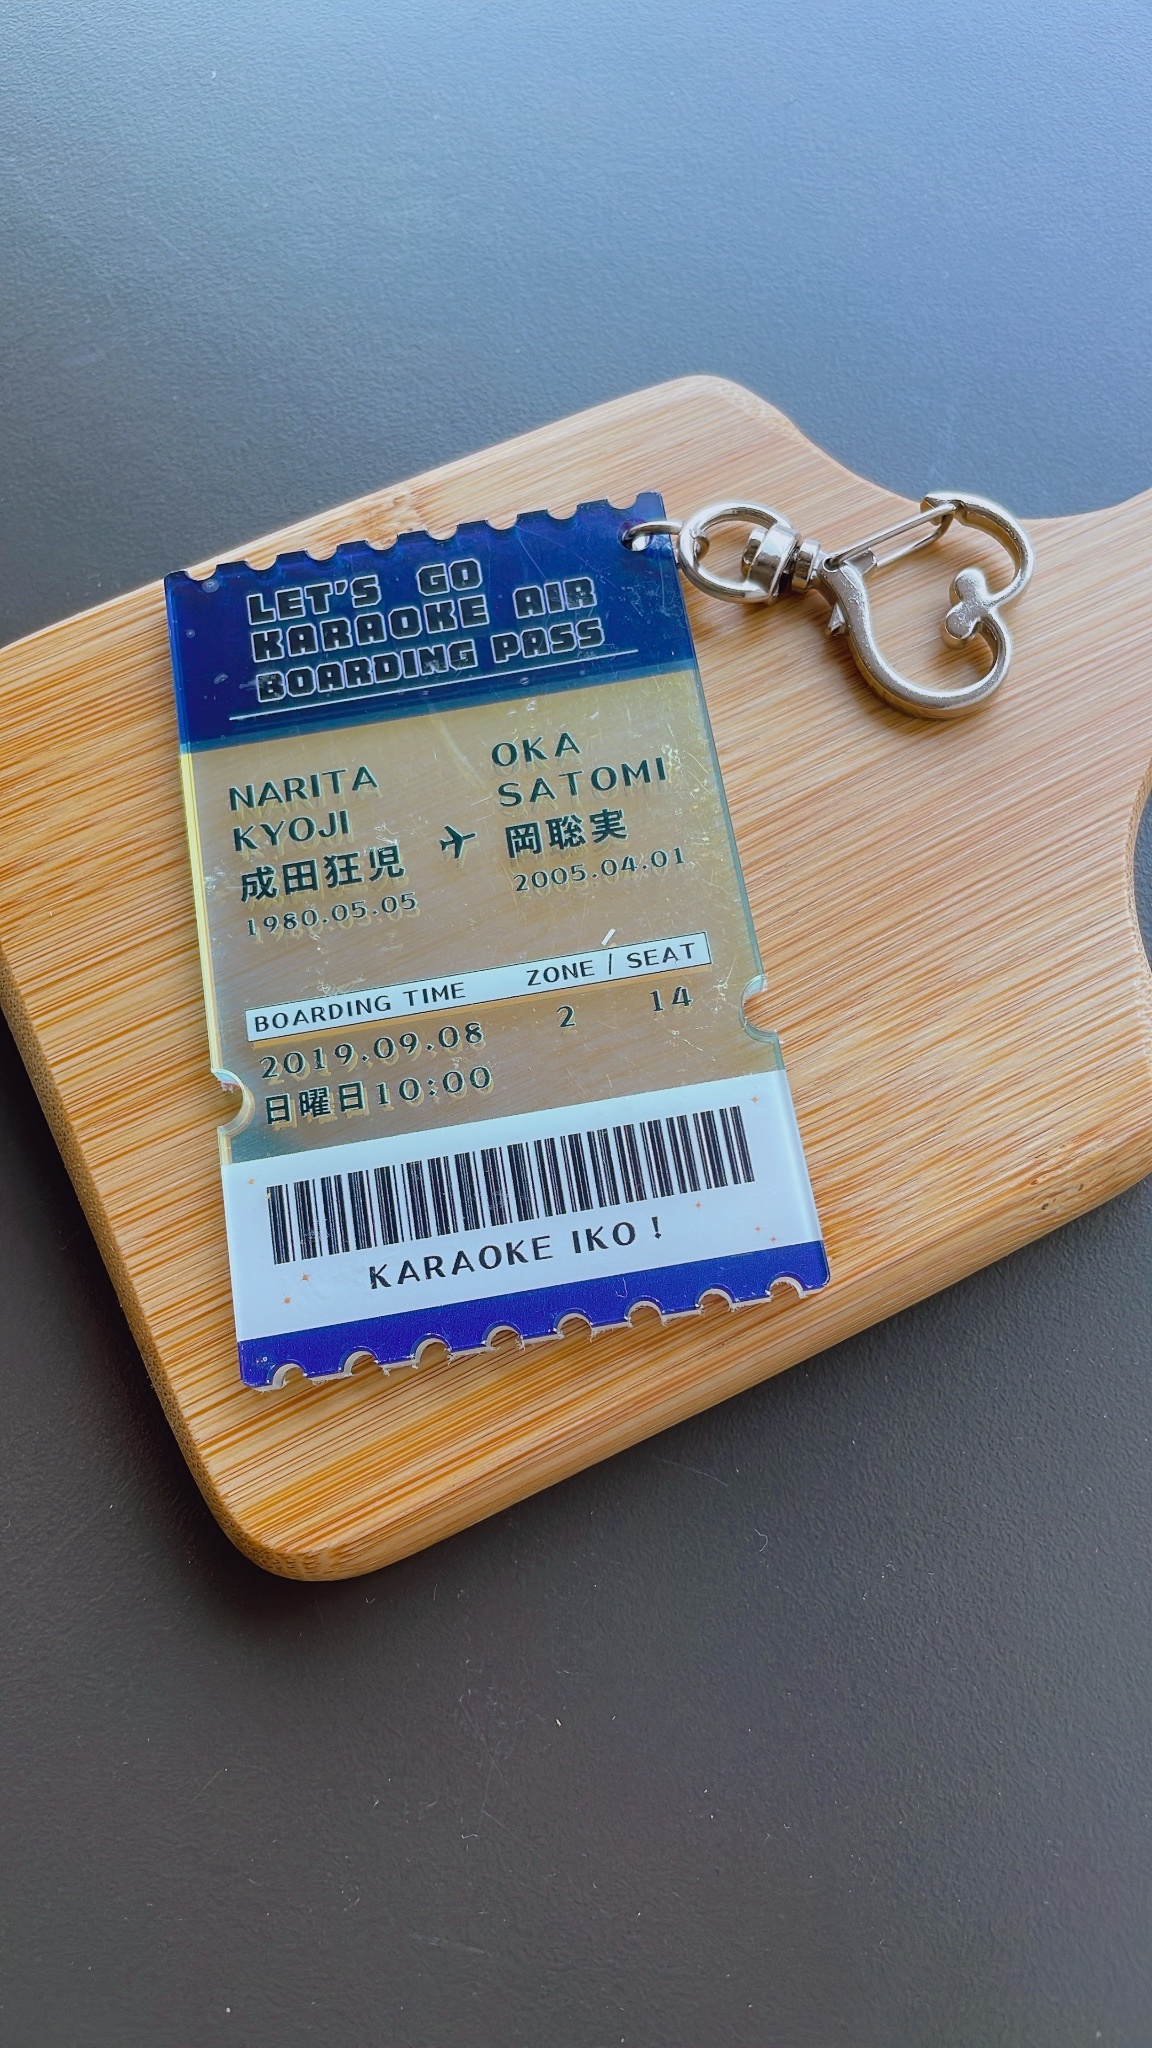 LET'S GO
KARAOKE AIR
BOARDING PASS
NARITA
KYOJI
成田狂児
1980.05.05
OKA
SATOMI
岡聡実
2005.04.01
BOARDING TIME ZONE / SEAT
2019.09.08 2 14
日曜日10:00
KARAOKE IKO !